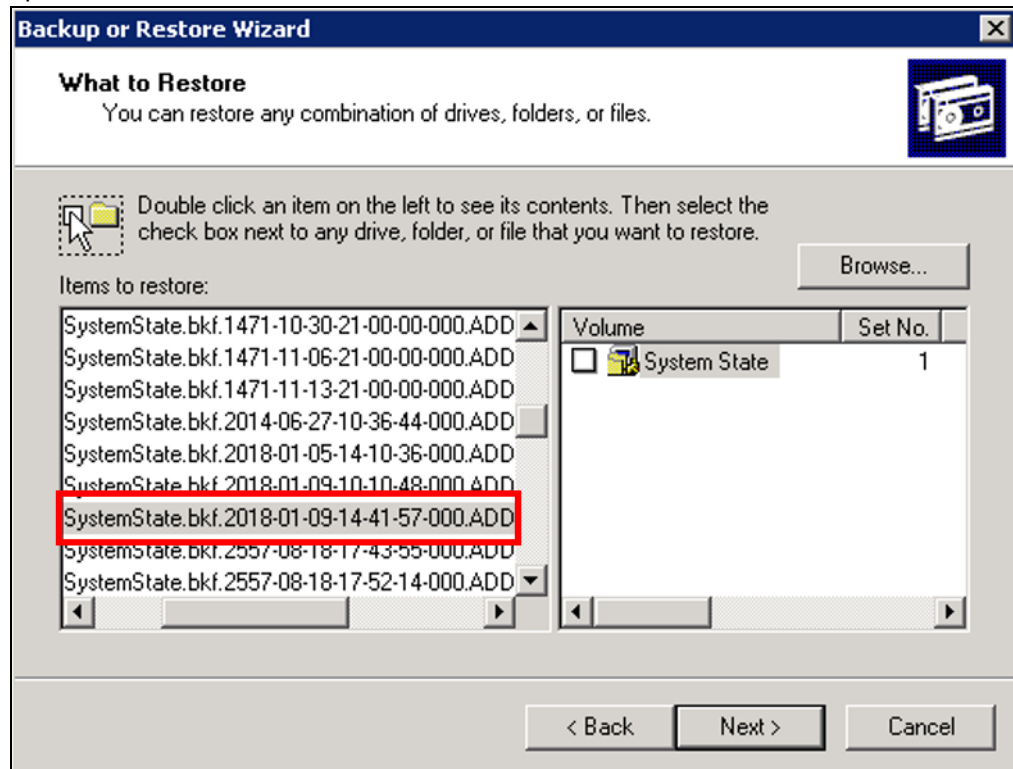 Backup or Restore Wizard
What to Restore
You can restore any combination of drives, folders, or files.
Double click an item on the left to see its contents. Then select the
check box next to any drive, folder, or file that you want to restore.
Browse...
Items to restore:
SystemState.bkf.1471-10-30-21-00-00-000.ADD
SystemState.bkf.1471-11-06-21-00-00-000.ADD
SystemState.bkf.1471-11-13-21-00-00-000.ADD
SystemState.bkf.2014-06-27-10-36-44-000.ADD
SystemState.bkf.2018-01-05-14-10-36-000.ADD
SystemState.bkf.2018-01-09-10-10-48-000.ADD
SystemState.bkf.2018-01-09-14-41-57-000.ADD
SystemState.bkf.2557-08-18-17-43-55-000.ADD
SystemState.bkf.2557-08-18-17-52-14-000.ADD
Volume Set No.
System State 1
< Back Next > Cancel